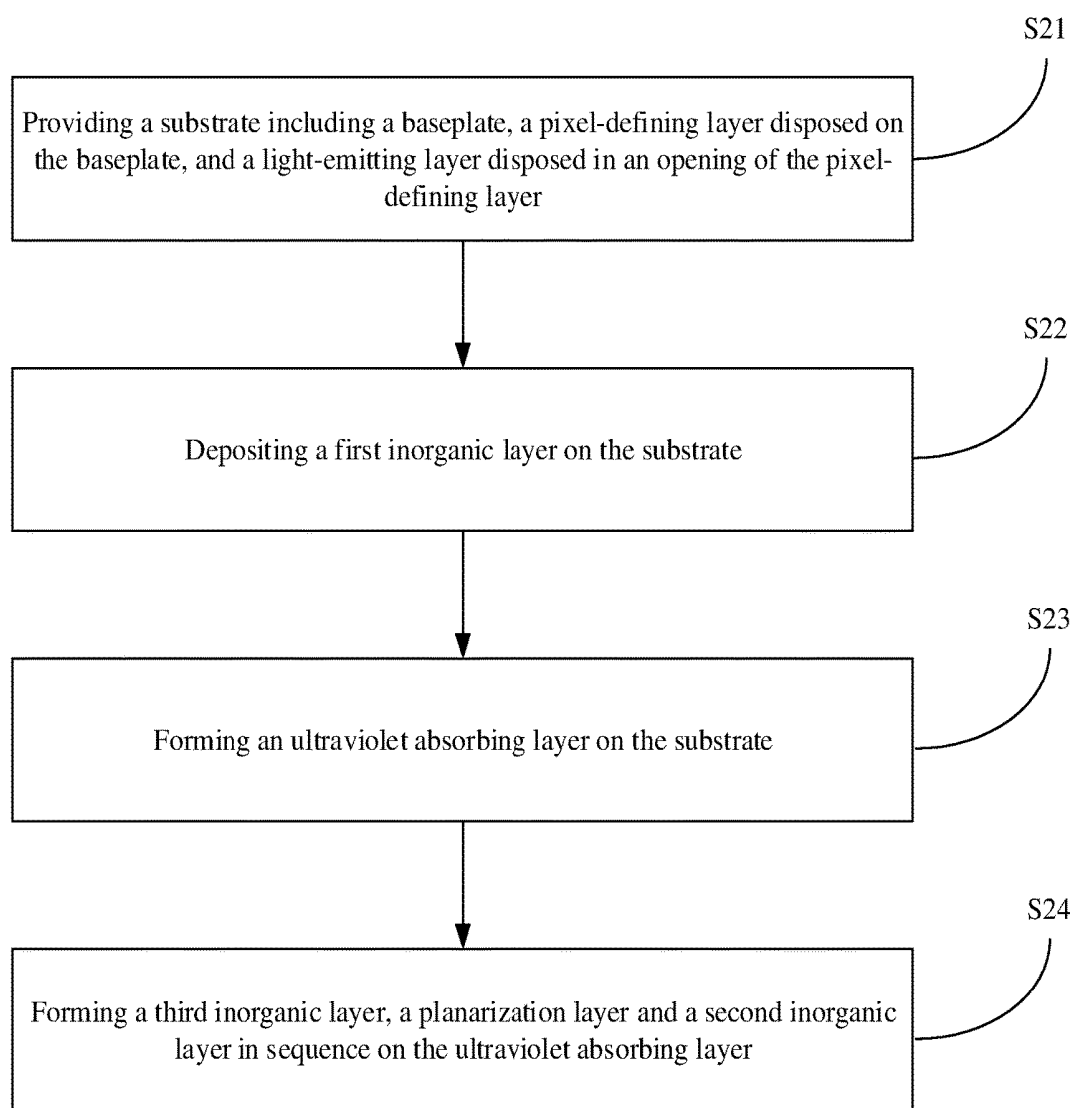 S21
Providing a substrate including a baseplate, a pixel-defining layer disposed on
the baseplate, and a light-emitting layer disposed in an opening of the pixel-
defining layer
S22
Depositing a first inorganic layer on the substrate
S23
Forming an ultraviolet absorbing layer on the substrate
S24
Forming a third inorganic layer, a planarization layer and a second inorganic
layer in sequence on the ultraviolet absorbing layer